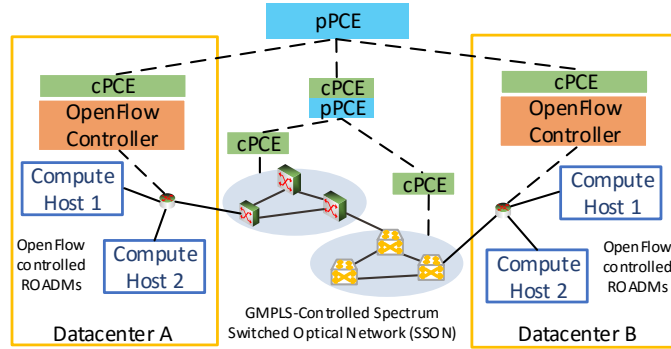 pPCE
cPCE
OpenFlow
Controller
cPCE
pPCE
cPCE
OpenFlow
Controller
cPCE
cPCE
Compute
Host 1
Compute
Host 2
OpenFlow
controlled
ROADMs
Datacenter A
GMPLS-Controlled Spectrum
Switched Optical Network (SSON)
Compute
Host 1
Compute
Host 2
OpenFlow
controlled
ROADMs
Datacenter B